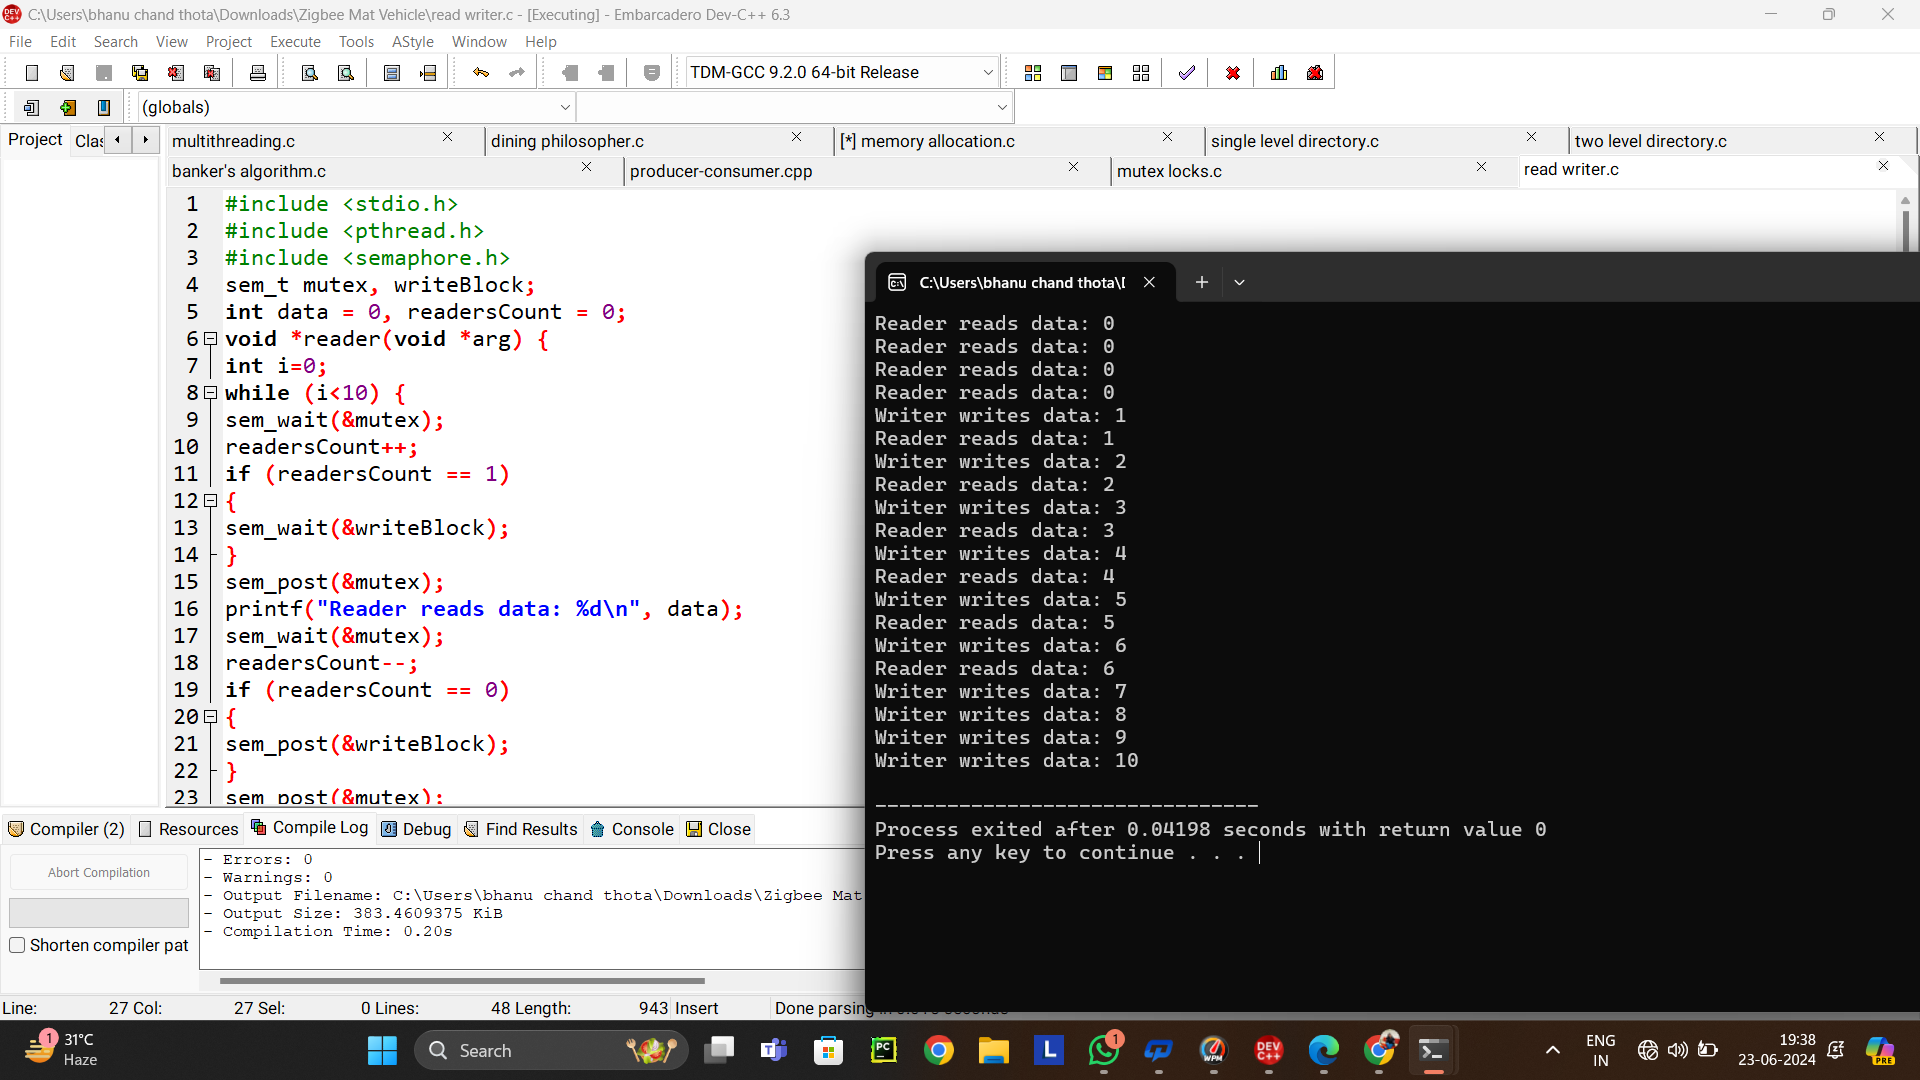 C:\Users\bhanu chand thota\Downloads\Zigbee Mat Vehicle\read writer.c - [Executing] - Embarcadero Dev-C++ 6.3
File Edit Search View Project Execute Tools AStyle Window Help
TDM-GCC 9.2.0 64-bit Release
(globals)
Project Clas
multithreading.c dining philosopher.c [*] memory allocation.c single level directory.c two level directory.c
banker's algorithm.c producer-consumer.cpp mutex locks.c read writer.c
1 #include <stdio.h>
2 #include <pthread.h>
3 #include <semaphore.h>
4 sem_t mutex, writeBlock;
5 int data = 0, readersCount = 0;
6 void *reader(void *arg) {
7 int i=0;
8 while (i<10) {
9 sem_wait(&mutex);
10 readersCount++;
11 if (readersCount == 1)
12 {
13 sem_wait(&writeBlock);
14 }
15 sem_post(&mutex);
16 printf("Reader reads data: %d\n", data);
17 sem_wait(&mutex);
18 readersCount--;
19 if (readersCount == 0)
20 {
21 sem_post(&writeBlock);
22 }
23 sem_post(&mutex);
C:\Users\bhanu chand thota\
Reader reads data: 0
Reader reads data: 0
Reader reads data: 0
Reader reads data: 0
Writer writes data: 1
Reader reads data: 1
Writer writes data: 2
Reader reads data: 2
Writer writes data: 3
Reader reads data: 3
Writer writes data: 4
Reader reads data: 4
Writer writes data: 5
Reader reads data: 5
Writer writes data: 6
Reader reads data: 6
Writer writes data: 7
Writer writes data: 8
Writer writes data: 9
Writer writes data: 10
--------------------------------
Process exited after 0.04198 seconds with return value 0
Press any key to continue . . .
Compiler (2) Resources Compile Log Debug Find Results Console Close
Abort Compilation
Shorten compiler pat
- Errors: 0
- Warnings: 0
- Output Filename: C:\Users\bhanu chand thota\Downloads\Zigbee Mat
- Output Size: 383.4609375 KiB
- Compilation Time: 0.20s
Line: 27 Col: 27 Sel: 0 Lines: 48 Length: 943 Insert Done parsing
1
31°C
Haze
Search
PC
L
1
WPM
DEV C++
ENG
IN
19:38
23-06-2024
PRE